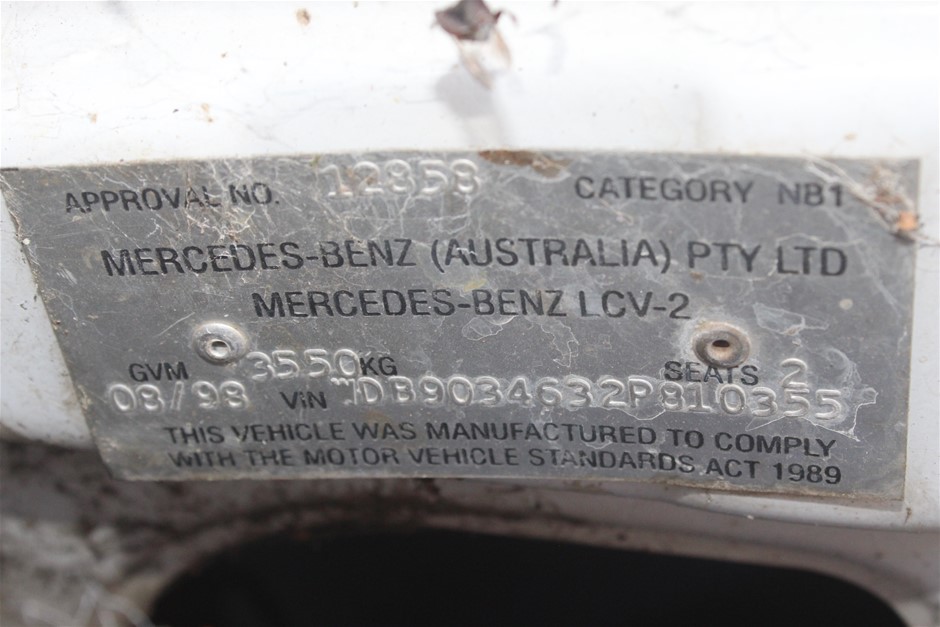 APPROVAL NO. 12858 CATEGORY NB1
MERCEDES-BENZ (AUSTRALIA) PTY LTD
MERCEDES-BENZ LCV-2
GVM 3550KG SEATS 2
08/98 VIN WDB9034632P810355
THIS VEHICLE WAS MANUFACTURED TO COMPLY
WITH THE MOTOR VEHICLE STANDARDS ACT 1989